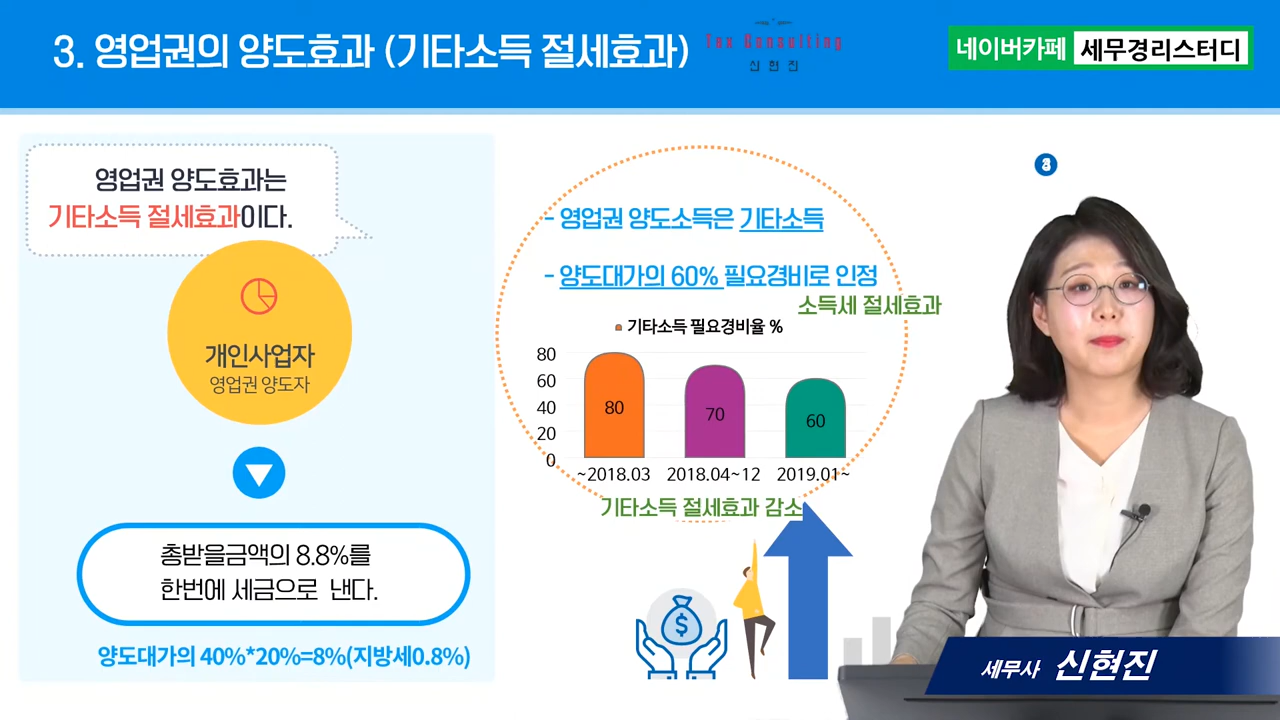 3. 영업권의 양도효과 (기타소득 절세효과)
Tax Consulting
신 현 진
네이버카페 세무경리스터디
영업권 양도효과는
기타소득 절세효과이다.
개인사업자
영업권 양도자
총받을금액의 8.8%를
한번에 세금으로 낸다.
양도대가의 40%*20%=8%(지방세0.8%)
- 영업권 양도소득은 기타소득
- 양도대가의 60% 필요경비로 인정
소득세 절세효과
기타소득 필요경비율 %
80
60
40
20
0
80
70
60
~2018.03 2018.04~12 2019.01~
기타소득 절세효과 감소
$
세무사 신현진